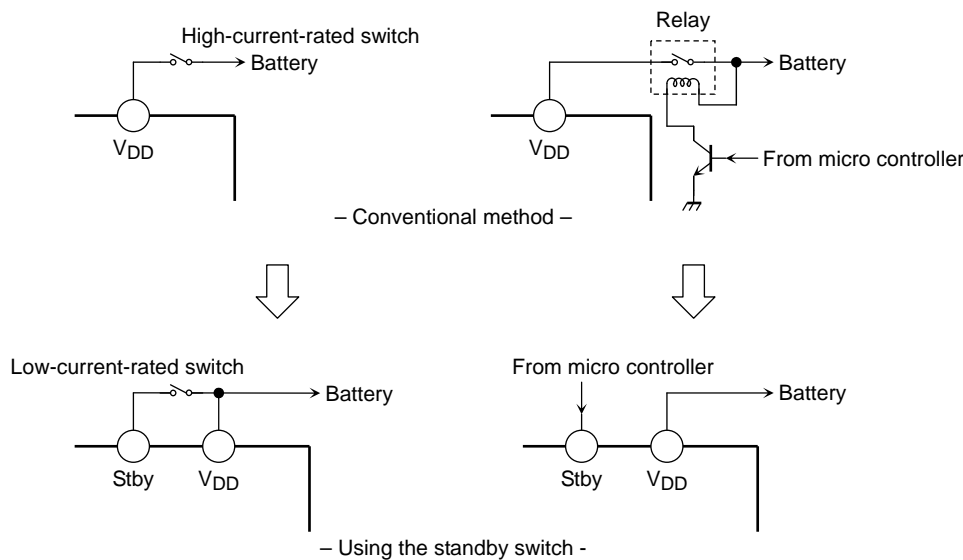 High-current-rated switch
Battery
VDD
Relay
Battery
VDD
From micro controller
– Conventional method –
Low-current-rated switch
Battery
Stby
VDD
From micro controller
Battery
Stby
VDD
– Using the standby switch -